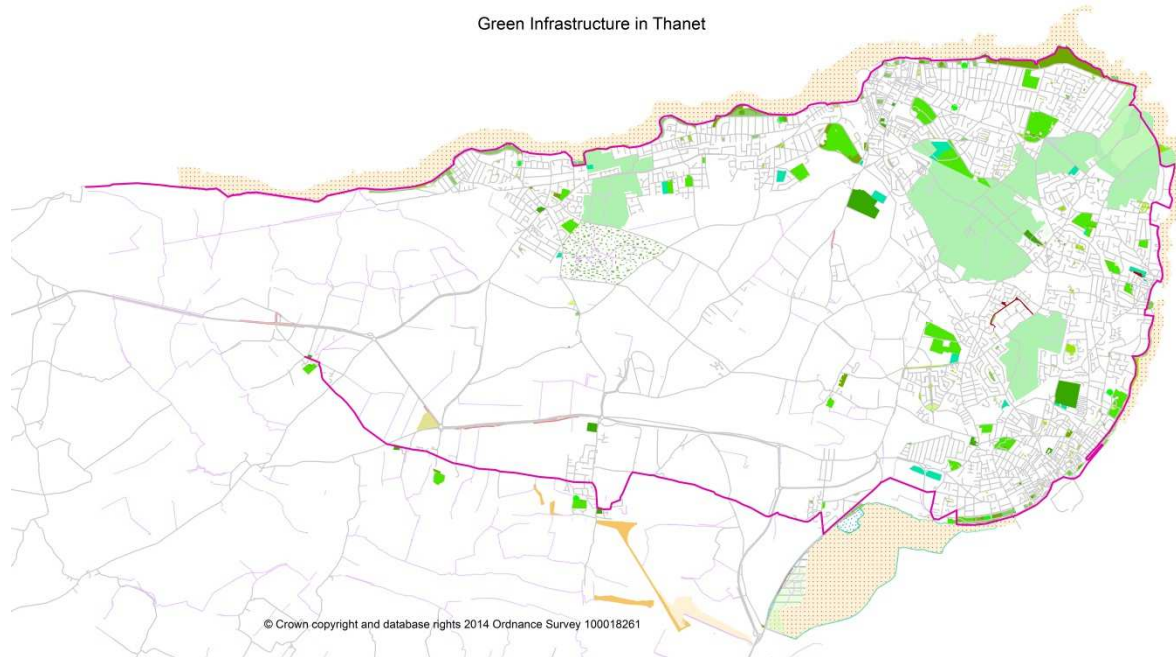 Green Infrastructure in Thanet
© Crown copyright and database rights 2014 Ordnance Survey 100018261